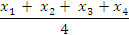 x₁ + x₂ + x₃ + x₄
4